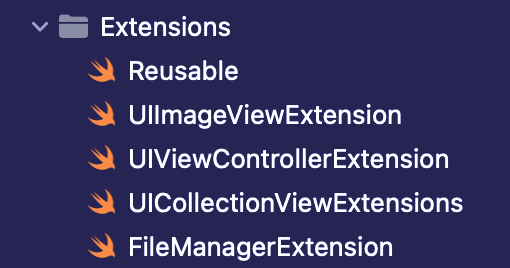 Extensions
Reusable
UIImageViewExtension
UIViewControllerExtension
UICollectionViewExtensions
FileManagerExtension